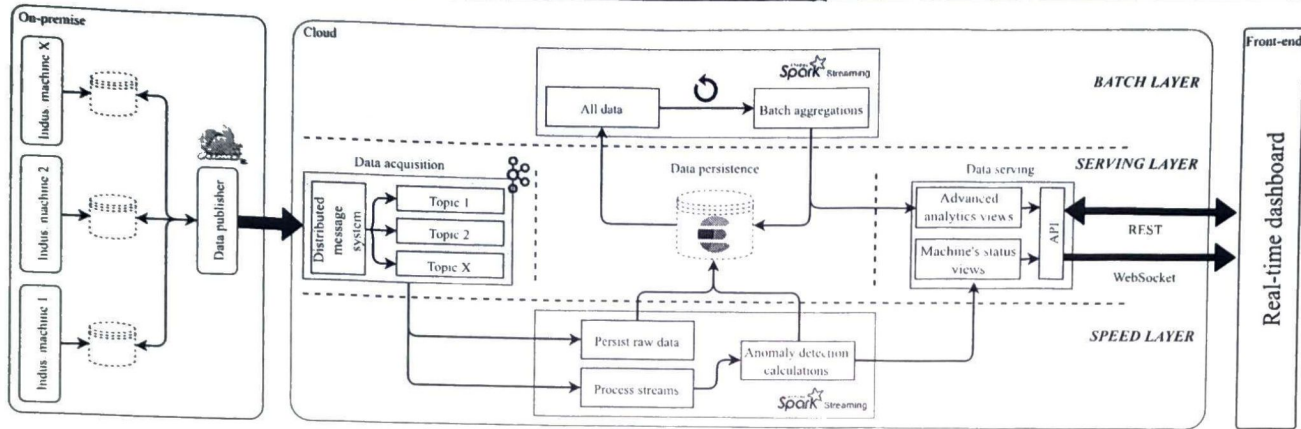 On-premise
Indus. machine X
Indus. machine 2
Indus. machine 1
Data publisher
Cloud
BATCH LAYER
Spark Streaming
All data
Batch aggregations
SERVING LAYER
Data acquisition
Distributed
message
system
Topic 1
Topic 2
Topic X
Data persistence
Data serving
Advanced
analytics views
Machine's status
views
API
REST
WebSocket
SPEED LAYER
Persist raw data
Process streams
Anomaly detection
calculations
Spark Streaming
Front-end
Real-time dashboard